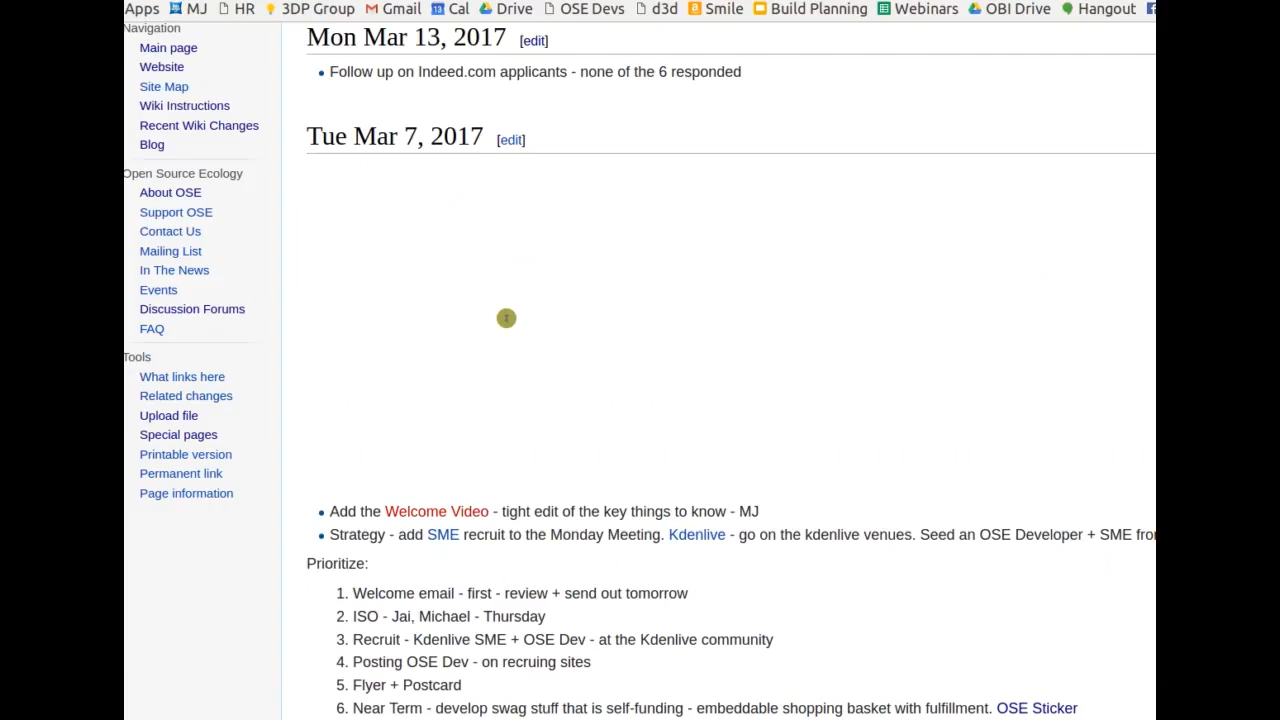 Apps MJ HR 3DP Group Gmail Cal Drive OSE Devs d3d Smile Build Planning Webinars OBI Drive Hangout
Navigation
Main page
Website
Site Map
Wiki Instructions
Recent Wiki Changes
Blog
Open Source Ecology
About OSE
Support OSE
Contact Us
Mailing List
In The News
Events
Discussion Forums
FAQ
Tools
What links here
Related changes
Upload file
Special pages
Printable version
Permanent link
Page information
Mon Mar 13, 2017 [edit]
• Follow up on Indeed.com applicants - none of the 6 responded
Tue Mar 7, 2017 [edit]
• Add the Welcome Video - tight edit of the key things to know - MJ
• Strategy - add SME recruit to the Monday Meeting. Kdenlive - go on the kdenlive venues. Seed an OSE Developer + SME fro
Prioritize:
1. Welcome email - first - review + send out tomorrow
2. ISO - Jai, Michael - Thursday
3. Recruit - Kdenlive SME + OSE Dev - at the Kdenlive community
4. Posting OSE Dev - on recruing sites
5. Flyer + Postcard
6. Near Term - develop swag stuff that is self-funding - embeddable shopping basket with fulfillment. OSE Sticker